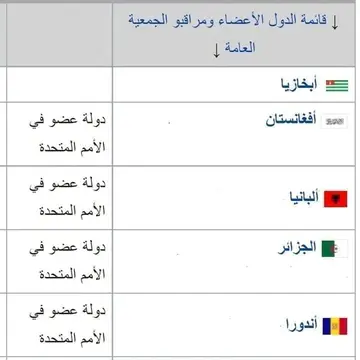 ↓ قائمة الدول الأعضاء ومراقبو الجمعية
العامة ↓
أبخازيا
أفغانستان
دولة عضو في
الأمم المتحدة
ألبانيا
دولة عضو في
الأمم المتحدة
الجزائر
دولة عضو في
الأمم المتحدة
أندورا
دولة عضو في
الأمم المتحدة